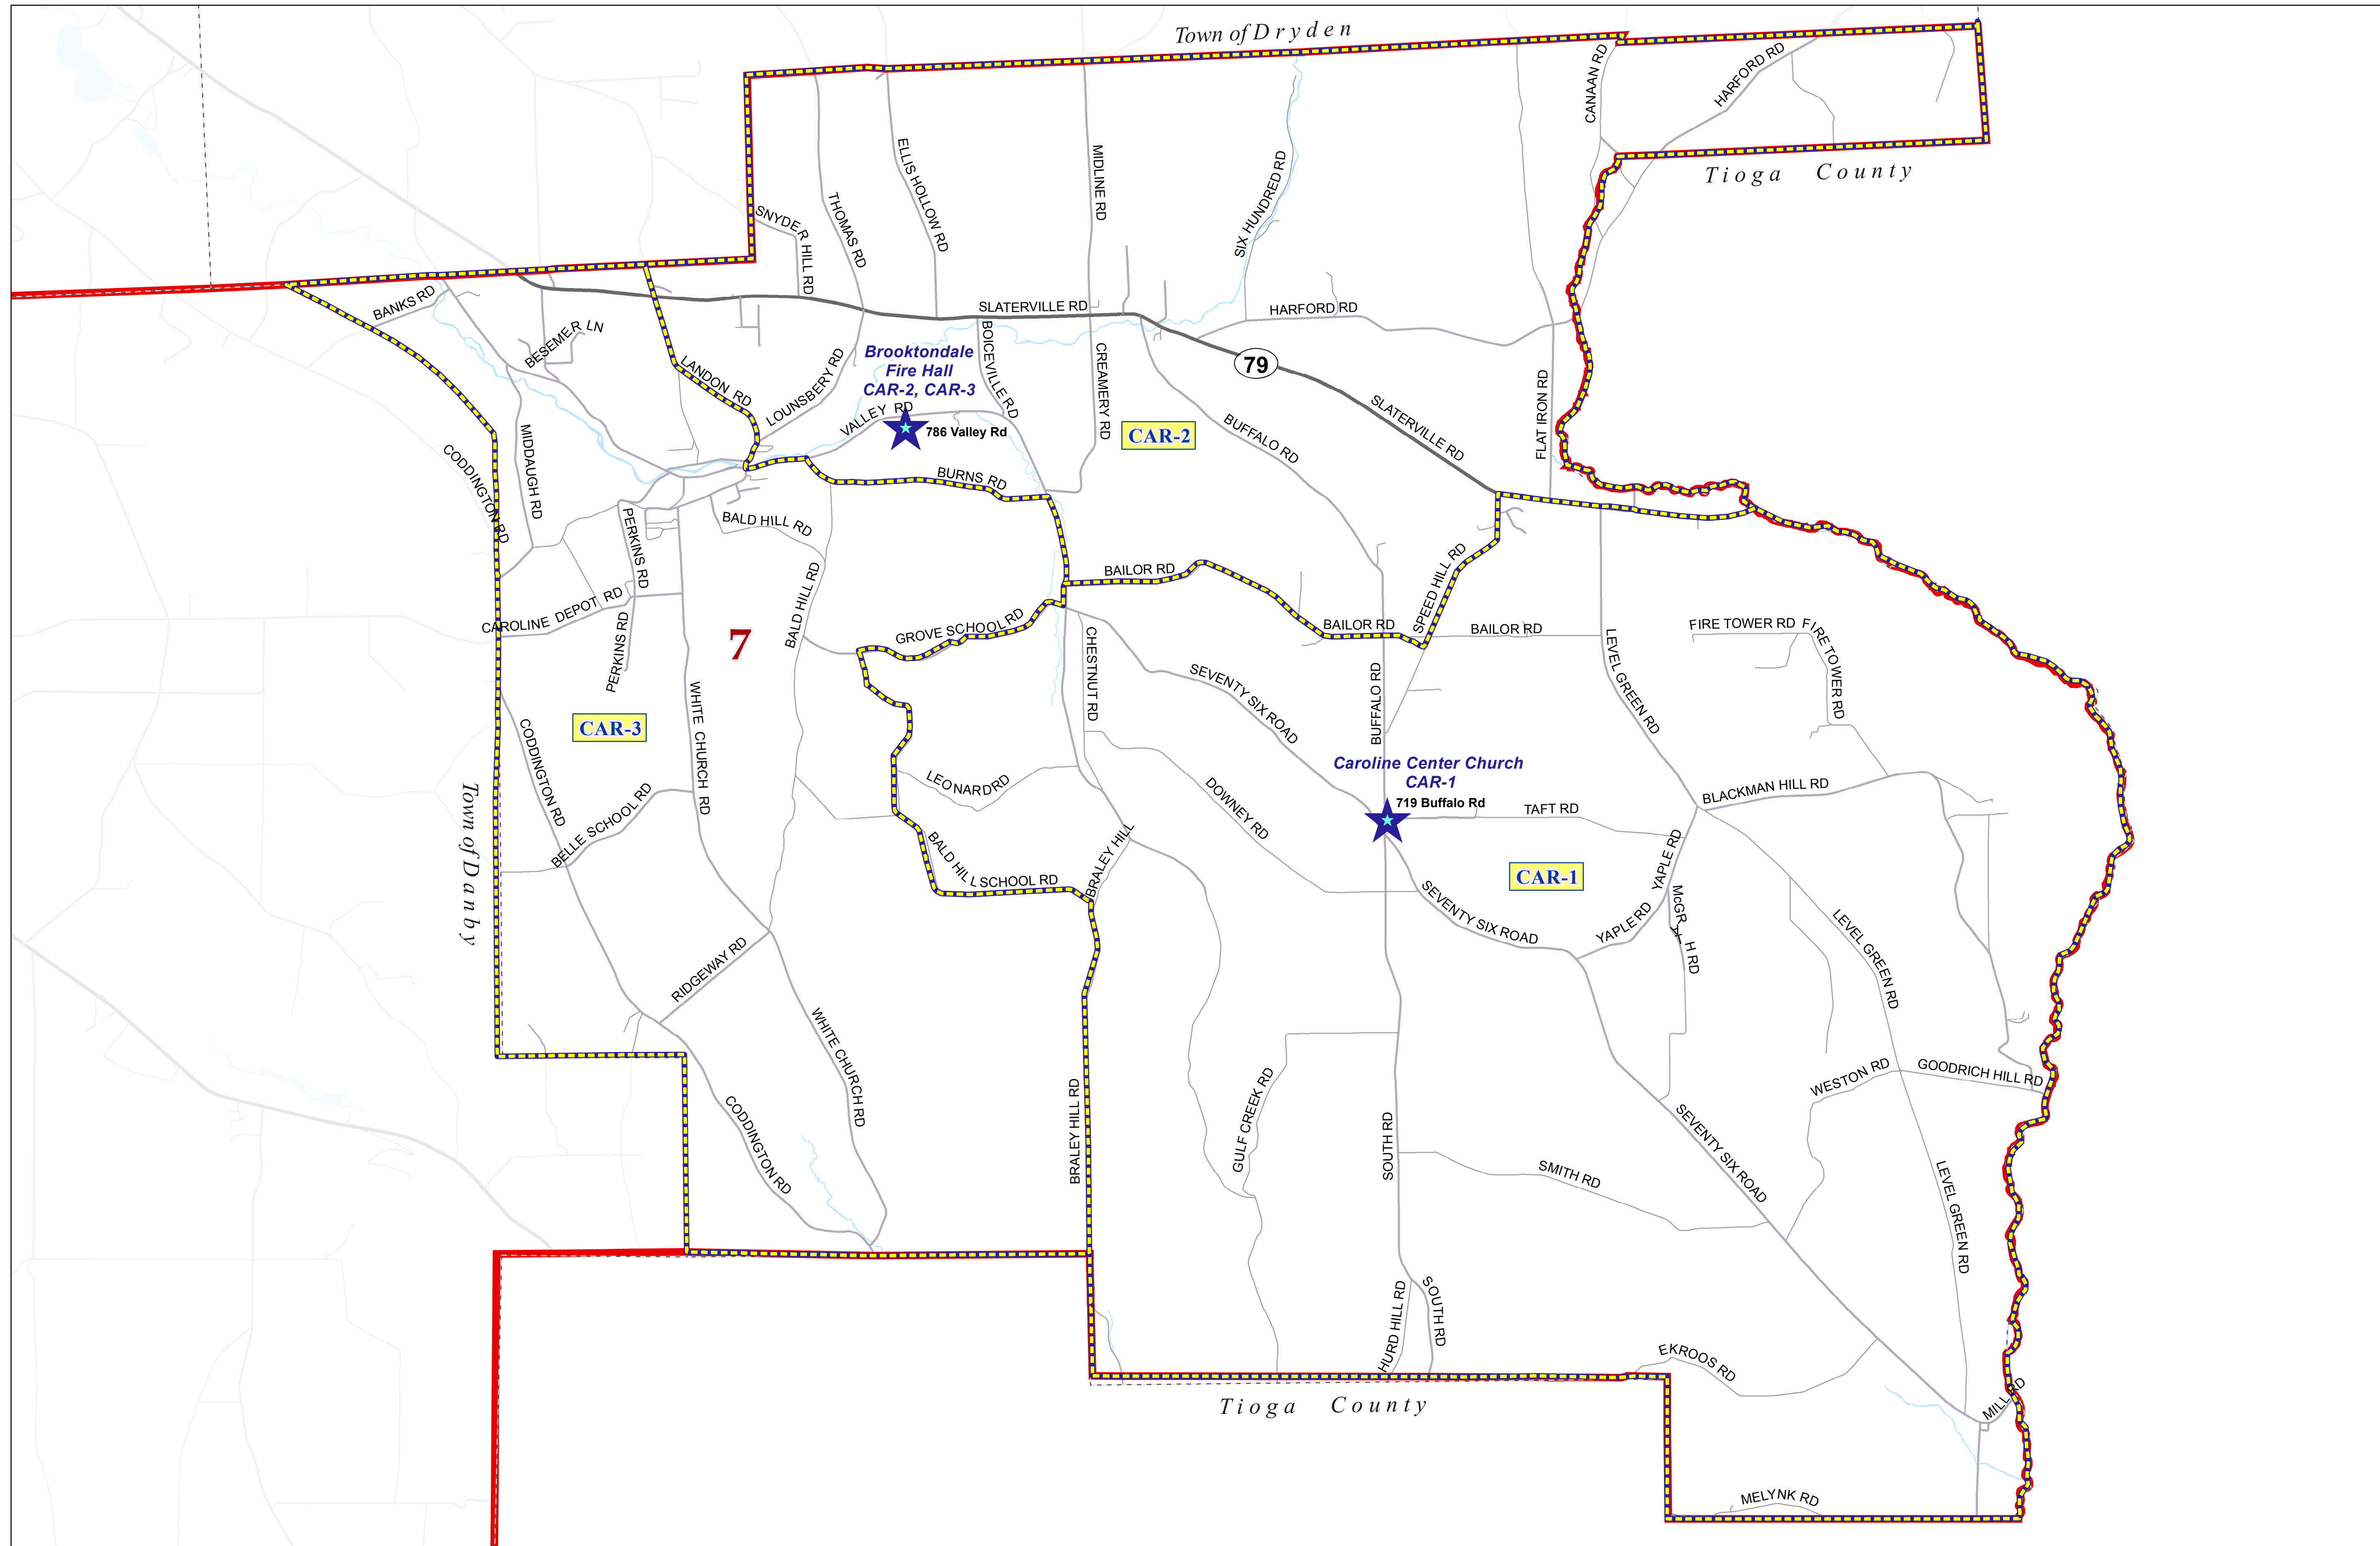 Town of Dryden
CANAAN RD
HARFORD RD
Tioga County
ELLIS HOLLOW RD
MIDLINE RD
SIX HUNDRED RD
SNYDER HILL RD
THOMAS RD
BANKS RD
BESEMER LN
SLATERVILLE RD
HARFORD RD
BOICEVILLE RD
CREAMERY RD
79
LANDON RD
LOUNSBERY RD
Brooktondale
Fire Hall
CAR-2, CAR-3
VALLEY RD
786 Valley Rd
CAR-2
BUFFALO RD
SLATERVILLE RD
FLAT IRON RD
CODDINGTON RD
MIDDAUGH RD
BURNS RD
PERKINS RD
BALD HILL RD
BAILOR RD
SPEED HILL RD
CAROLINE DEPOT RD
PERKINS RD
7
BALD HILL RD
GROVE SCHOOL RD
CHESTNUT RD
BAILOR RD
BAILOR RD
LEVEL GREEN RD
FIRE TOWER RD
FIRE TOWER RD
WHITE CHURCH RD
CAR-3
SEVENTY SIX ROAD
BUFFALO RD
CODDINGTON RD
Town of Danby
BELLE SCHOOL RD
LEONARD RD
DOWNEY RD
Caroline Center Church
CAR-1
719 Buffalo Rd
TAFT RD
BLACKMAN HILL RD
BALD HILL SCHOOL RD
BRALEY HILL
YAPLE RD
CAR-1
SEVENTY SIX ROAD
YAPLE RD
McGRATH RD
LEVEL GREEN RD
RIDGEWAY RD
WHITE CHURCH RD
CODDINGTON RD
BRALEY HILL RD
GULF CREEK RD
SOUTH RD
SMITH RD
SEVENTY SIX ROAD
WESTON RD
GOODRICH HILL RD
LEVEL GREEN RD
HURD HILL RD
SOUTH RD
EKROOS RD
MILL RD
Tioga County
MELYNK RD